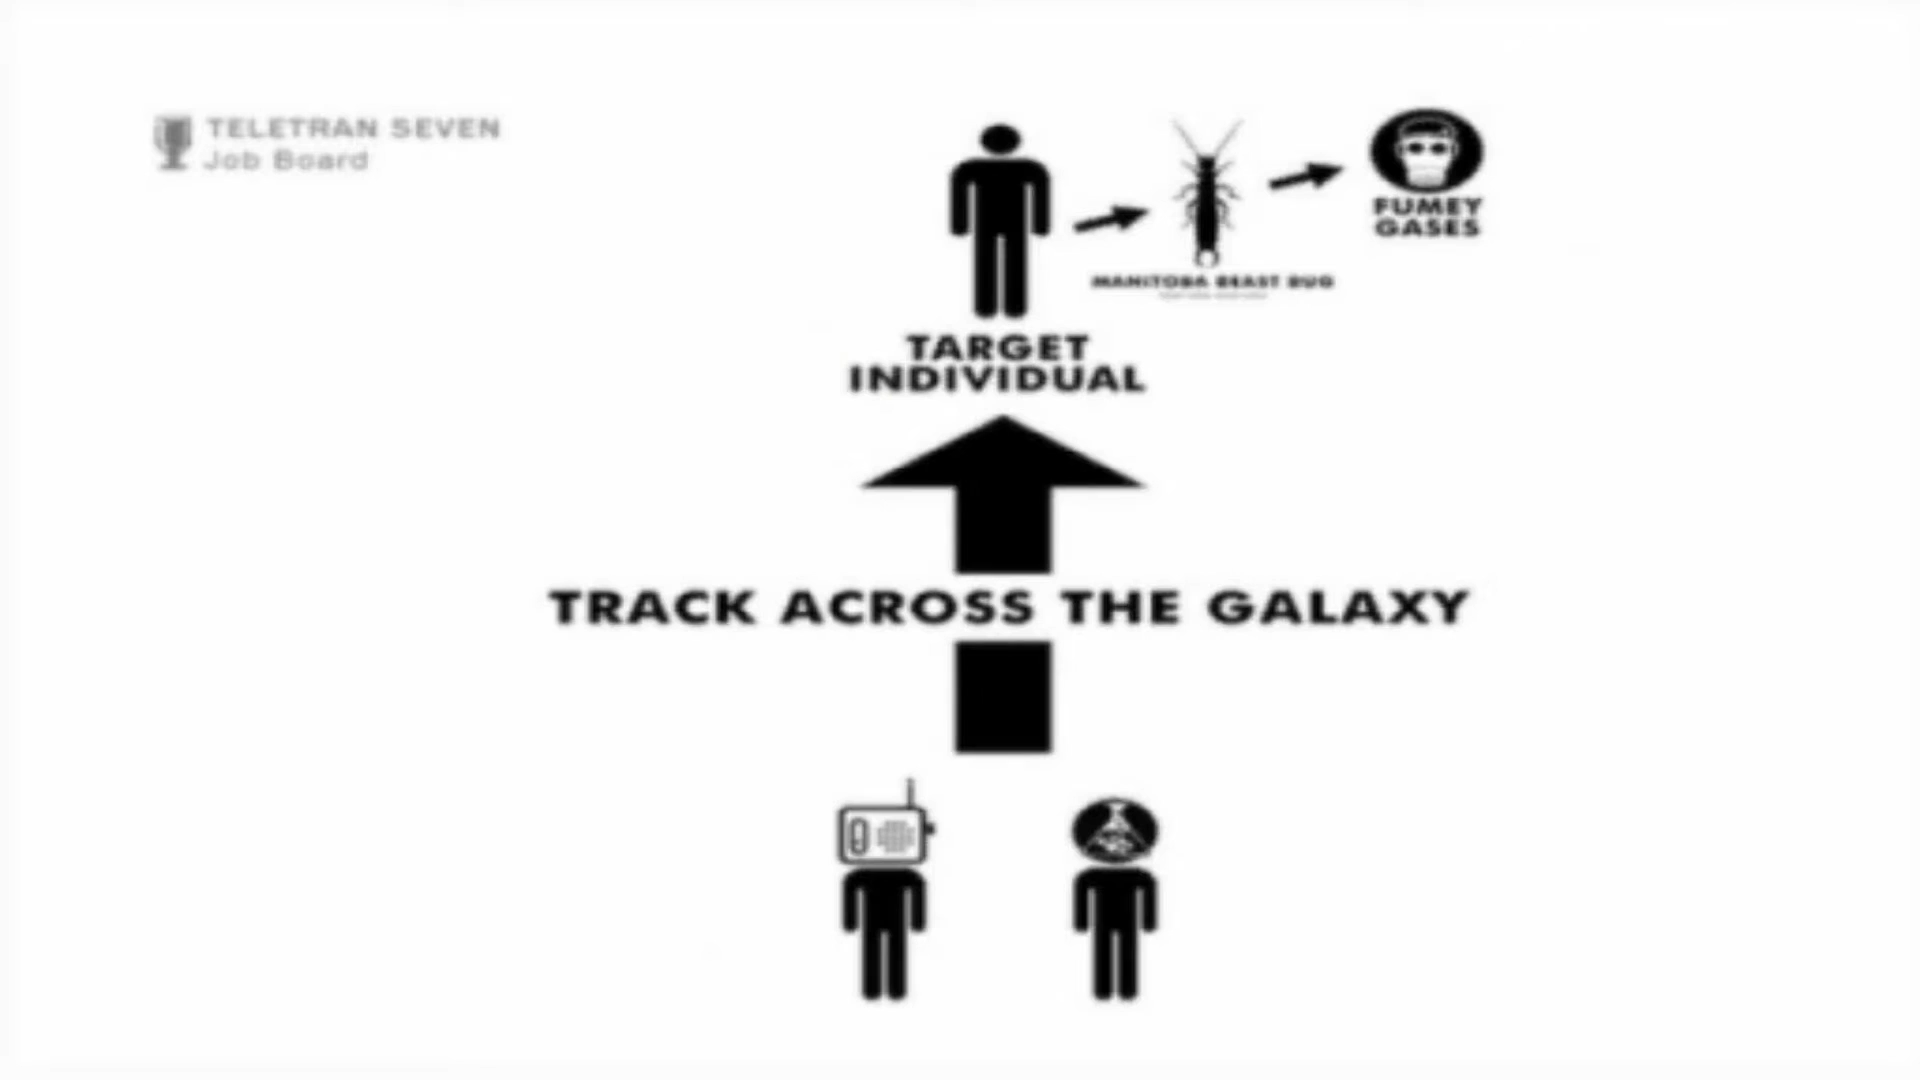 TELETRAN SEVEN
Job Board
FUMEY
GASES
MANITOBA BEAST BUG
TARGET
INDIVIDUAL
TRACK ACROSS THE GALAXY